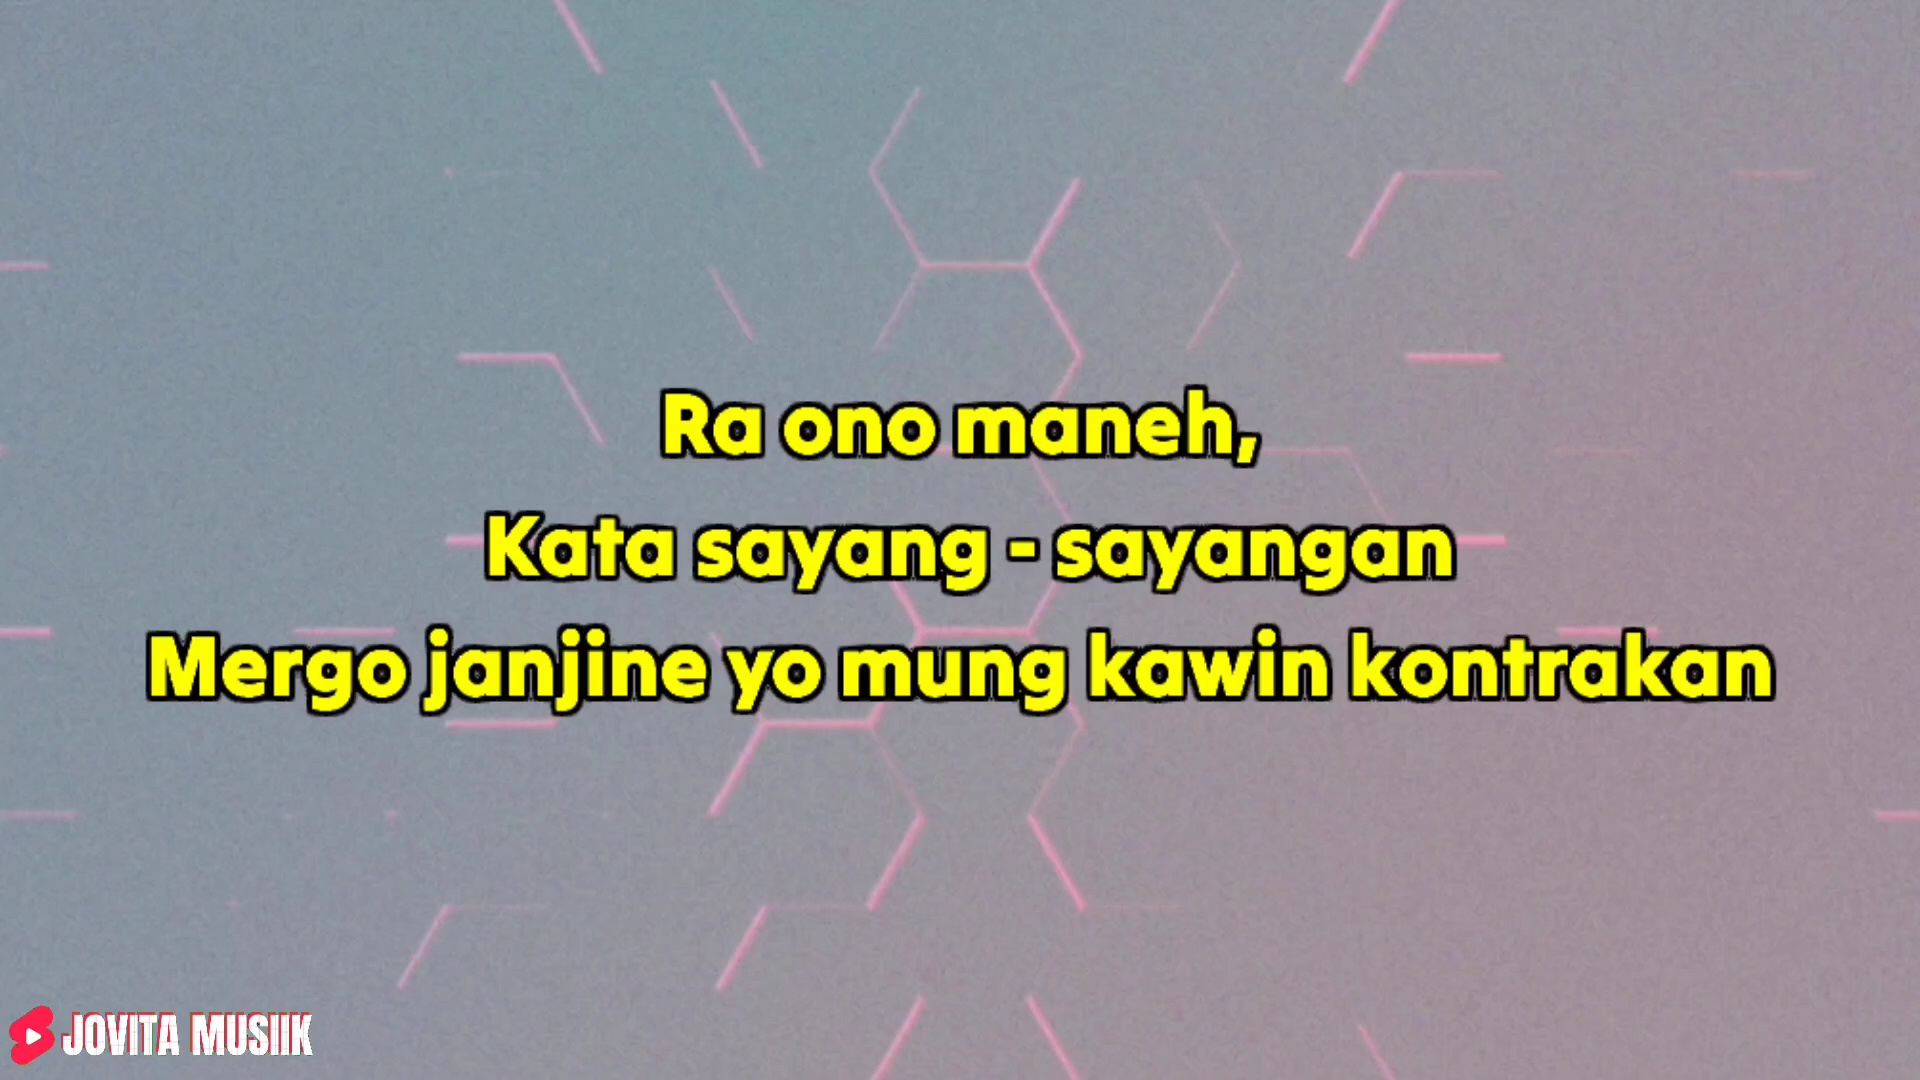 Ra ono maneh,
Kata sayang - sayangan
Mergo janjine yo mung kawin kontrakan
JOVITA MUSIIK